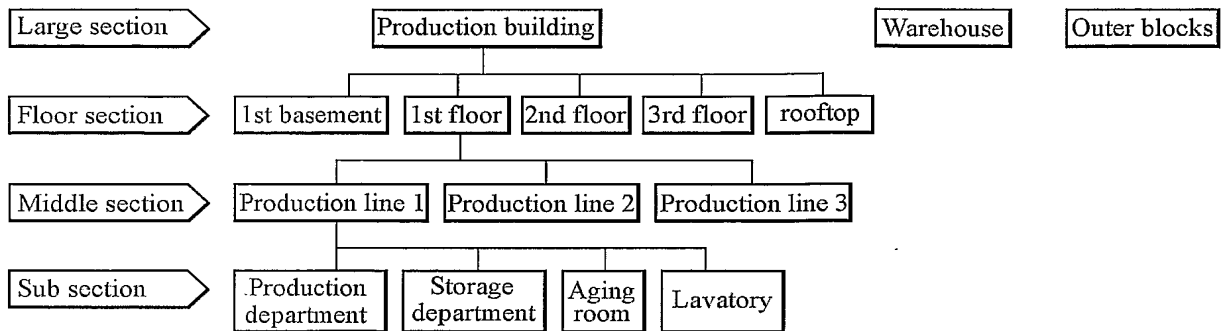 Large section
Production building
Warehouse
Outer blocks
Floor section
1st basement
1st floor
2nd floor
3rd floor
rooftop
Middle section
Production line 1
Production line 2
Production line 3
Sub section
Production
department
Storage
department
Aging
room
Lavatory